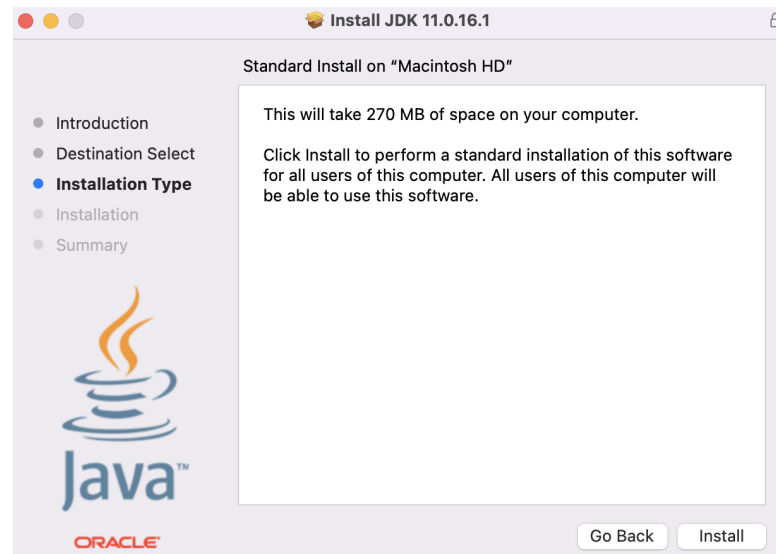 Install JDK 11.0.16.1
Standard Install on “Macintosh HD”
Introduction
Destination Select
Installation Type
Installation
Summary
This will take 270 MB of space on your computer.
Click Install to perform a standard installation of this software
for all users of this computer. All users of this computer will
be able to use this software.
Java™
ORACLE®
Go Back
Install